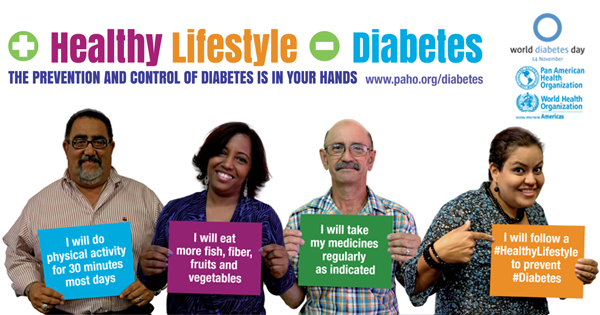 + Healthy Lifestyle - Diabetes
THE PREVENTION AND CONTROL OF DIABETES IS IN YOUR HANDS www.paho.org/diabetes
world diabetes day
14 November
Pan American
Health
Organization
World Health
Organization
Americas
I will do
physical activity
for 30 minutes
most days
I will eat
more fish, fiber,
fruits and
vegetables
I will take
my medicines
regularly
as indicated
I will follow a
#HealthyLifestyle
to prevent
#Diabetes